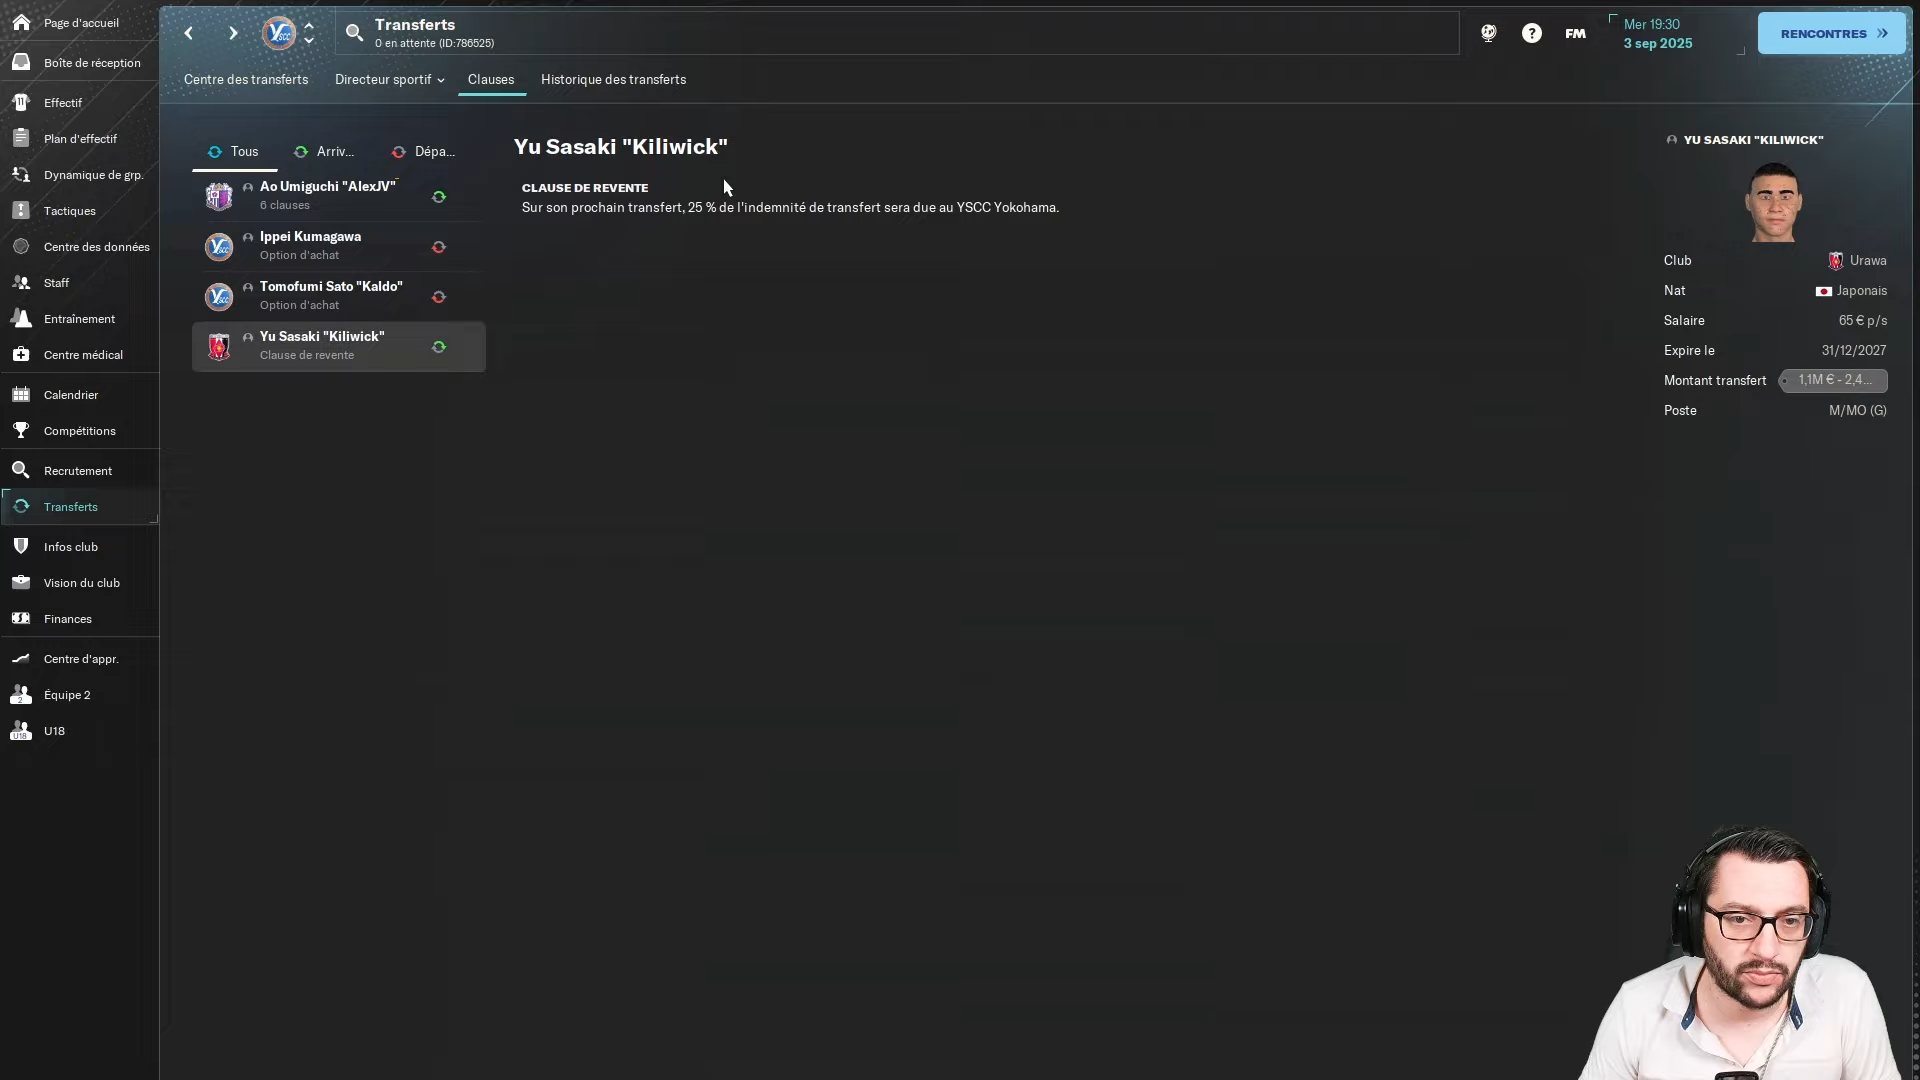 Page d'accueil
Boîte de réception
Effectif
Plan d'effectif
Dynamique de grp.
Tactiques
Centre des données
Staff
Entraînement
Centre médical
Calendrier
Compétitions
Recrutement
Transferts
Infos club
Vision du club
Finances
Centre d'appr.
Équipe 2
U18
Transferts
0 en attente (ID:786525)
FM
Mer 19:30
3 sep 2025
RENCONTRES
Centre des transferts
Directeur sportif
Clauses
Historique des transferts
Tous
Arriv...
Dépa...
Ao Umiguchi "AlexJV"
6 clauses
Ippei Kumagawa
Option d'achat
Tomofumi Sato "Kaldo"
Option d'achat
Yu Sasaki "Kiliwick"
Clause de revente
Yu Sasaki "Kiliwick"
CLAUSE DE REVENTE
Sur son prochain transfert, 25 % de l'indemnité de transfert sera due au YSCC Yokohama.
YU SASAKI "KILIWICK"
Club Urawa
Nat Japonais
Salaire 65 € p/s
Expire le 31/12/2027
Montant transfert 1,1M € - 2,4...
Poste M/MO (G)